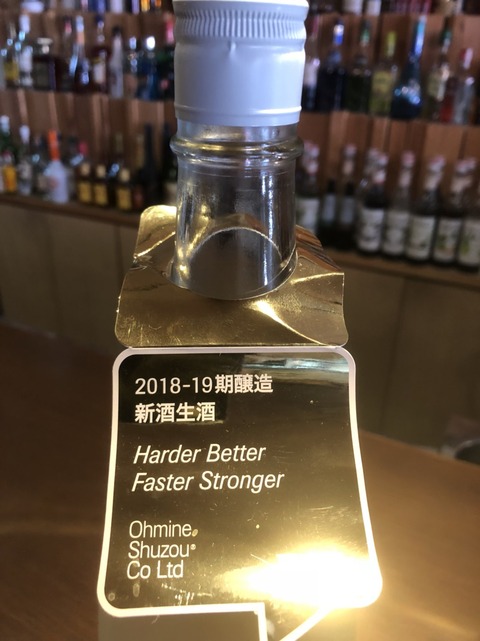 2018-19期醸造
新酒生酒
Harder Better
Faster Stronger
Ohmine
Shuzou
Co Ltd